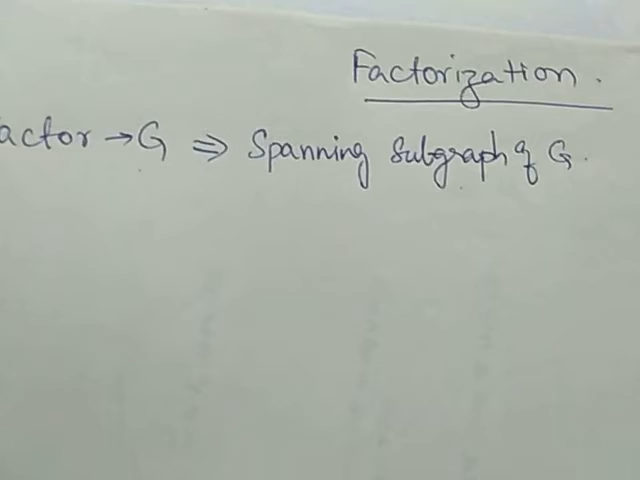 Factorization.
actor → G ⇒ Spanning Subgraph of G.